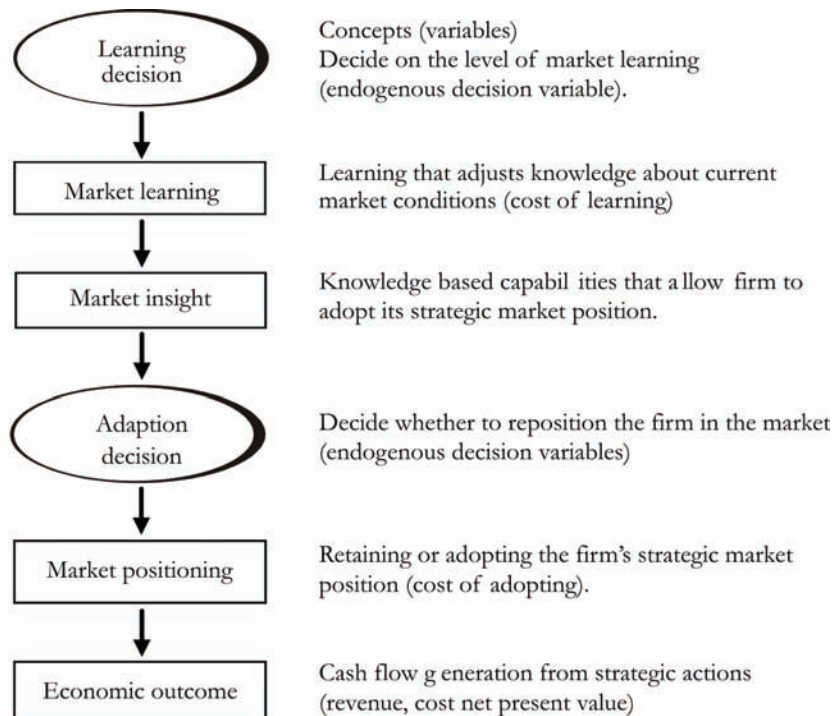 Learning
decision
Concepts (variables)
Decide on the level of market learning
(endogenous decision variable).
Market learning
Learning that adjusts knowledge about current
market conditions (cost of learning)
Market insight
Knowledge based capabil ities that allow firm to
adopt its strategic market position.
Adaption
decision
Decide whether to reposition the firm in the market
(endogenous decision variables)
Market positioning
Retaining or adopting the firm's strategic market
position (cost of adopting).
Economic outcome
Cash flow g eneration from strategic actions
(revenue, cost net present value)